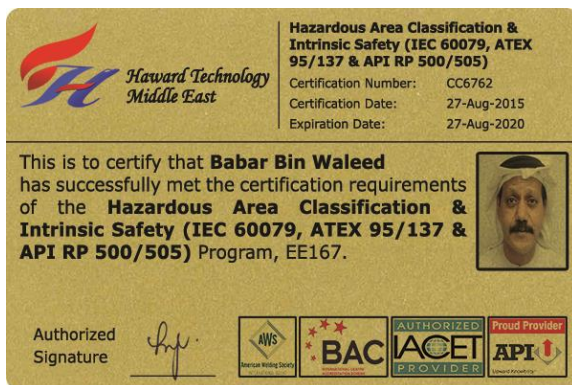 Haward Technology
Middle East
Hazardous Area Classification &
Intrinsic Safety (IEC 60079, ATEX
95/137 & API RP 500/505)
Certification Number: CC6762
Certification Date: 27-Aug-2015
Expiration Date: 27-Aug-2020
This is to certify that Babar Bin Waleed
has successfully met the certification requirements
of the Hazardous Area Classification &
Intrinsic Safety (IEC 60079, ATEX 95/137 &
API RP 500/505) Program, EE167.
Authorized
Signature
AWS
American Welding Society
BAC
AUTHORIZED
IACET
PROVIDER
Proud Provider
API